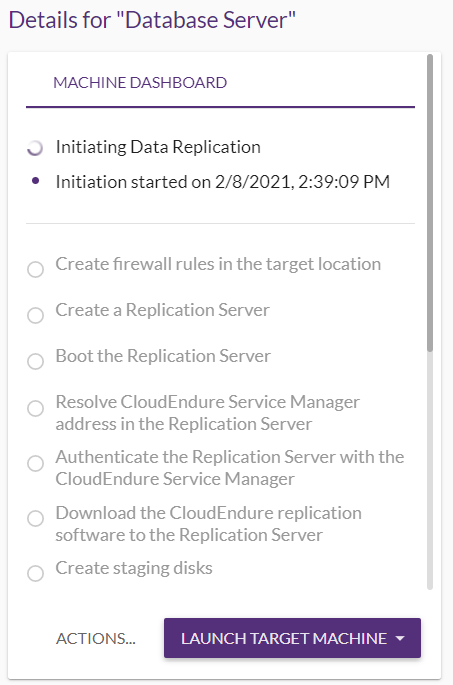 Details for "Database Server"
MACHINE DASHBOARD
Initiating Data Replication
Initiation started on 2/8/2021, 2:39:09 PM
Create firewall rules in the target location
Create a Replication Server
Boot the Replication Server
Resolve CloudEndure Service Manager
address in the Replication Server
Authenticate the Replication Server with the
CloudEndure Service Manager
Download the CloudEndure replication
software to the Replication Server
Create staging disks
ACTIONS... LAUNCH TARGET MACHINE